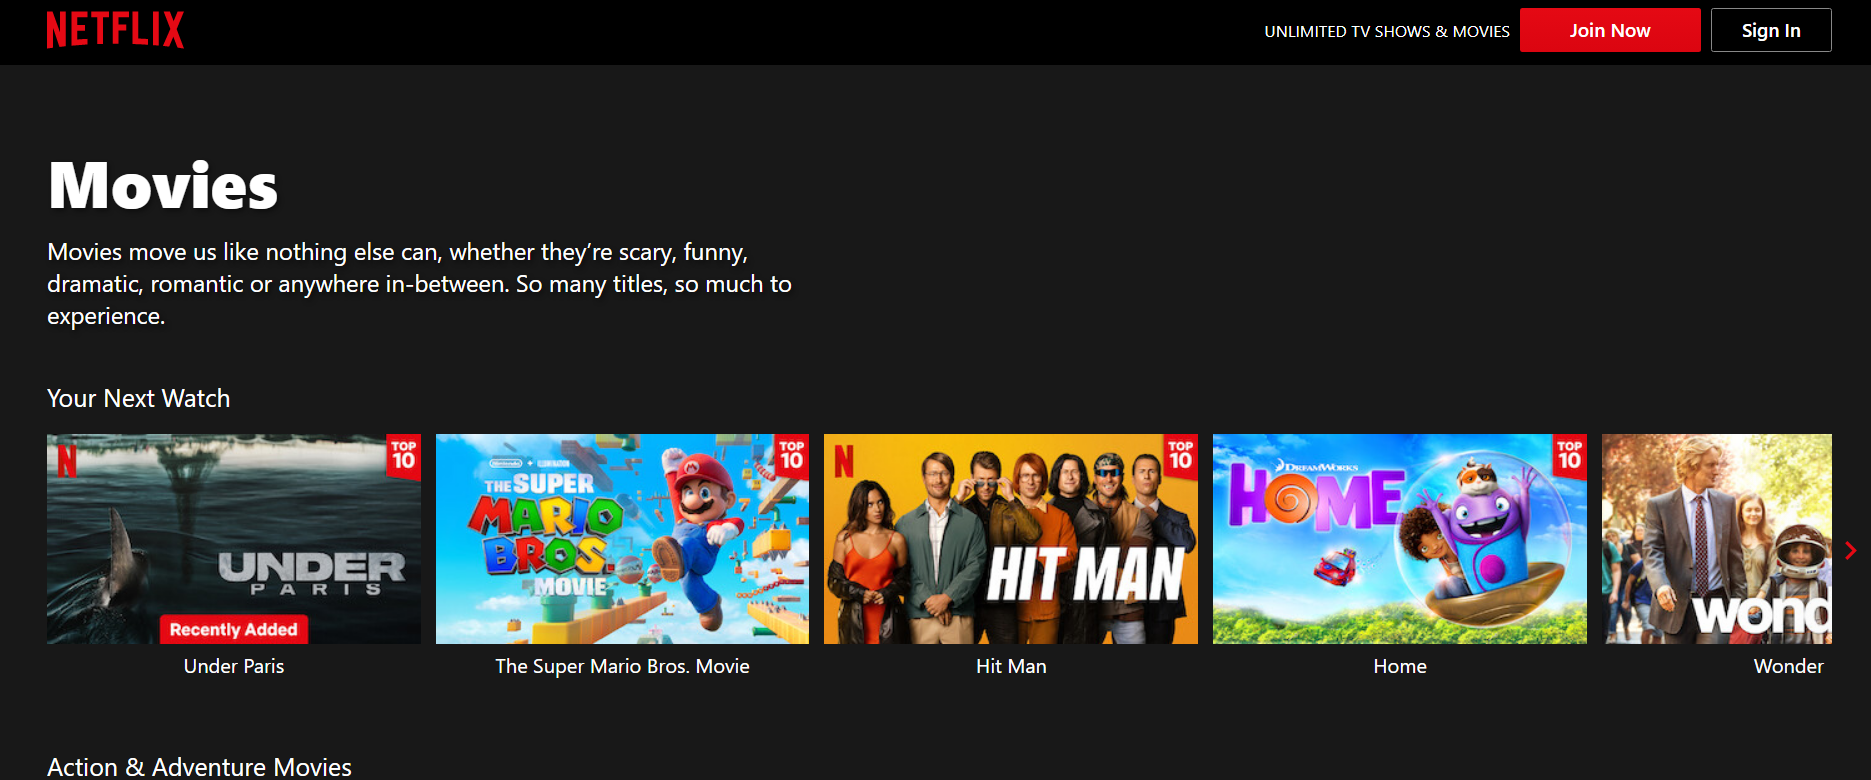 NETFLIX
UNLIMITED TV SHOWS & MOVIES
Join Now
Sign In
Movies
Movies move us like nothing else can, whether they’re scary, funny,
dramatic, romantic or anywhere in-between. So many titles, so much to
experience.
Your Next Watch
N
TOP
10
UNDER
PARIS
Recently Added
Under Paris
Nintendo + ILLUMINATION
TOP
10
THE SUPER
MARIO
BROS.
MOVIE
The Super Mario Bros. Movie
N
TOP
10
HIT MAN
Hit Man
DREAMWORKS
TOP
10
HOME
Home
wond
Wonder
Action & Adventure Movies